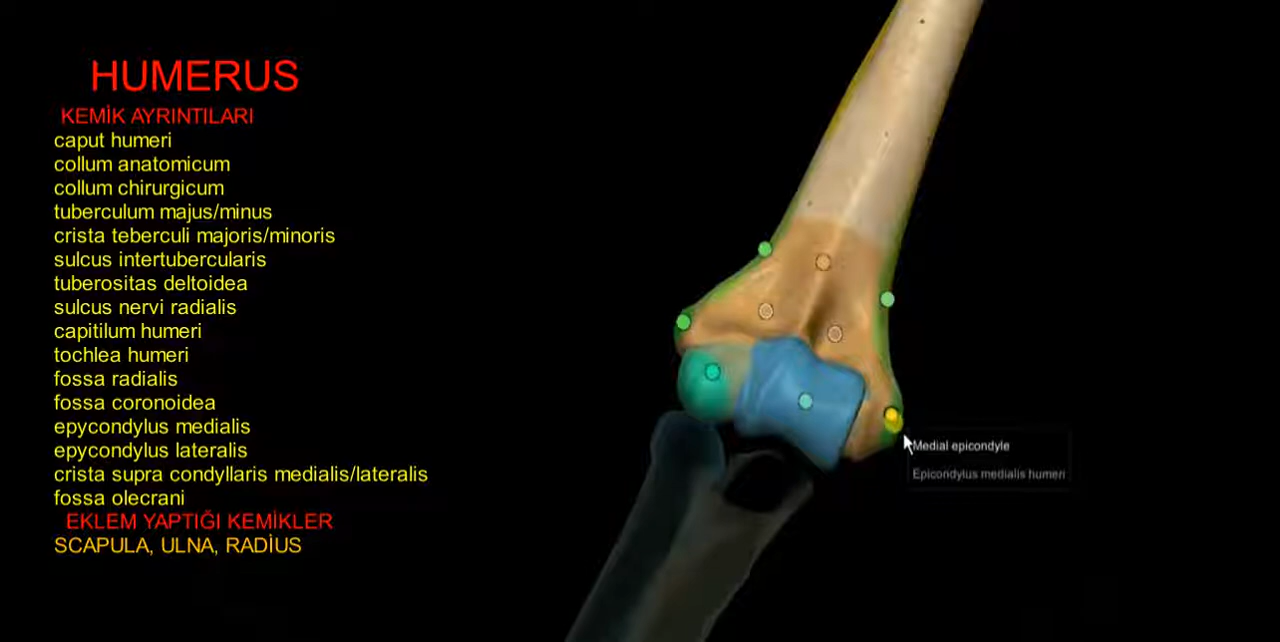 HUMERUS
KEMİK AYRINTILARI
caput humeri
collum anatomicum
collum chirurgicum
tuberculum majus/minus
crista teberculi majoris/minoris
sulcus intertubercularis
tuberositas deltoidea
sulcus nervi radialis
capitilum humeri
tochlea humeri
fossa radialis
fossa coronoidea
epycondylus medialis
epycondylus lateralis
crista supra condyllaris medialis/lateralis
fossa olecrani
EKLEM YAPTIĞI KEMİKLER
SCAPULA, ULNA, RADİUS
Medial epicondyle
Epicondylus medialis humeri